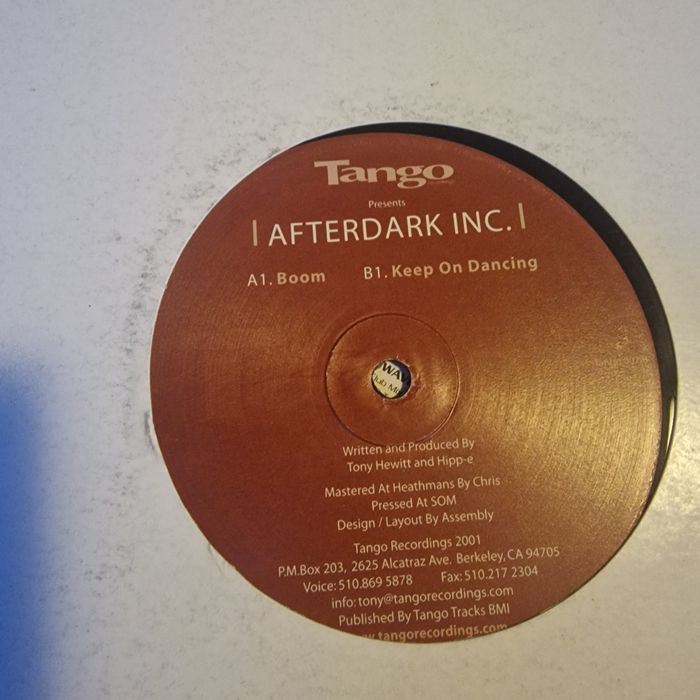 Tango
Presents
| AFTERDARK INC. |
A1. Boom B1. Keep On Dancing
WAV
lub Mi
Written and Produced By
Tony Hewitt and Hipp-e
Mastered At Heathmans By Chris
Pressed At SOM
Design / Layout By Assembly
Tango Recordings 2001
P.M.Box 203, 2625 Alcatraz Ave. Berkeley, CA 94705
Voice: 510.869 5878 Fax: 510.217 2304
info: tony@tangorecordings.com
Published By Tango Tracks BMI
w.tangorecordings.com